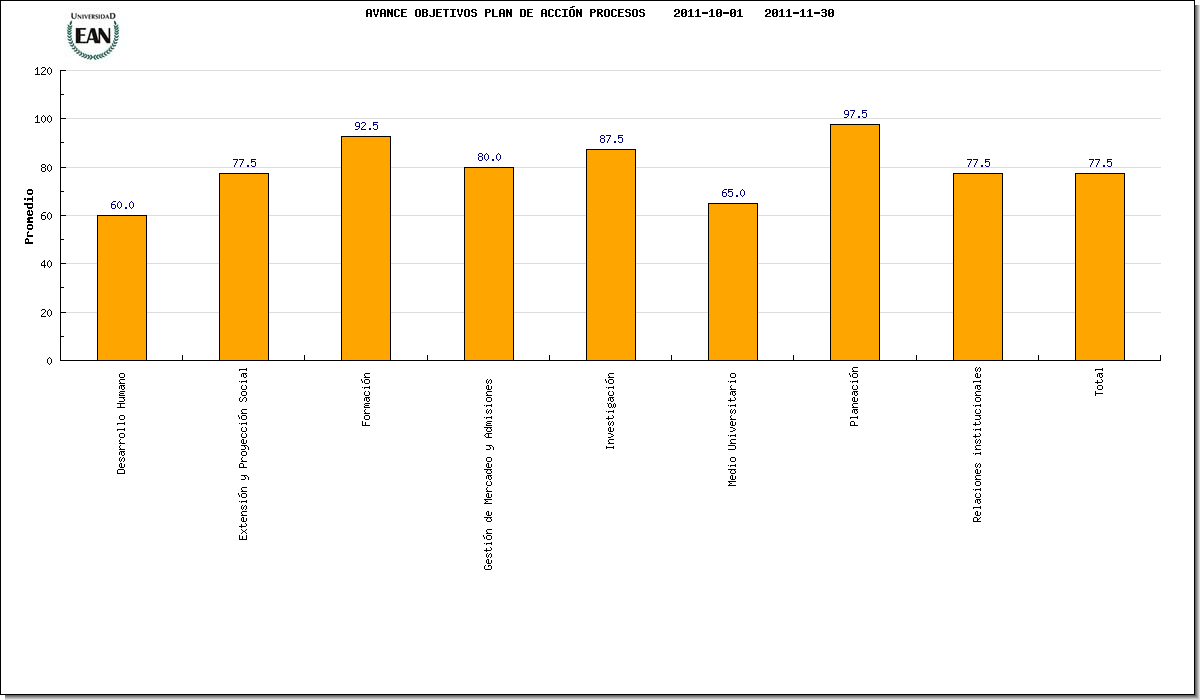 UNIVERSIDAD
EAN
AVANCE OBJETIVOS PLAN DE ACCIÓN PROCESOS 2011-10-01 2011-11-30
Promedio
120
100
80
60
40
20
0
60.0
77.5
92.5
80.0
87.5
65.0
97.5
77.5
77.5
Desarrollo Humano
Extensión y Proyección Social
Formación
Gestión de Mercadeo y Admisiones
Investigación
Medio Universitario
Planeación
Relaciones institucionales
Total